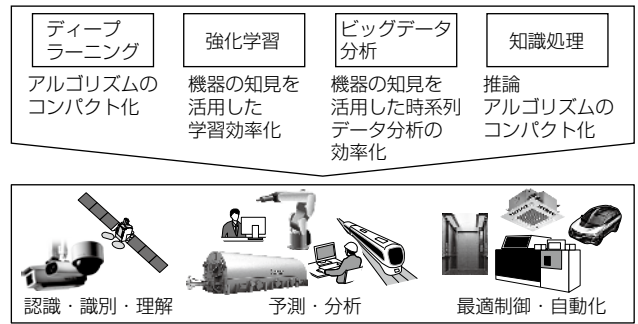 ディープ
ラーニング
強化学習
ビッグデータ
分析
知識処理
アルゴリズムの
コンパクト化
機器の知見を
活用した
学習効率化
機器の知見を
活用した時系列
データ分析の
効率化
推論
アルゴリズムの
コンパクト化
認識・識別・理解
予測・分析
最適制御・自動化